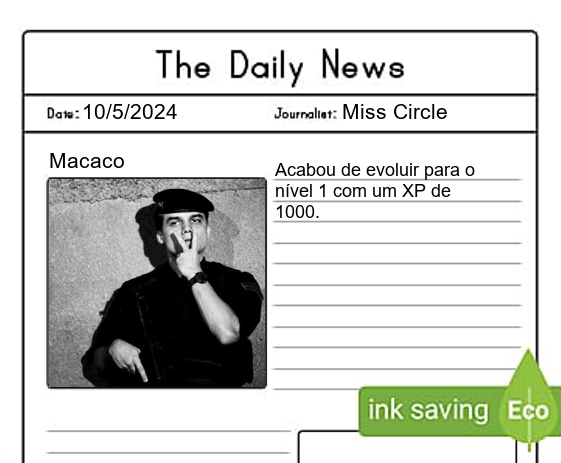 The Daily News
Date: 10/5/2024 Journalist: Miss Circle
Macaco
Acabou de evoluir para o
nível 1 com um XP de
1000.
ink saving Eco